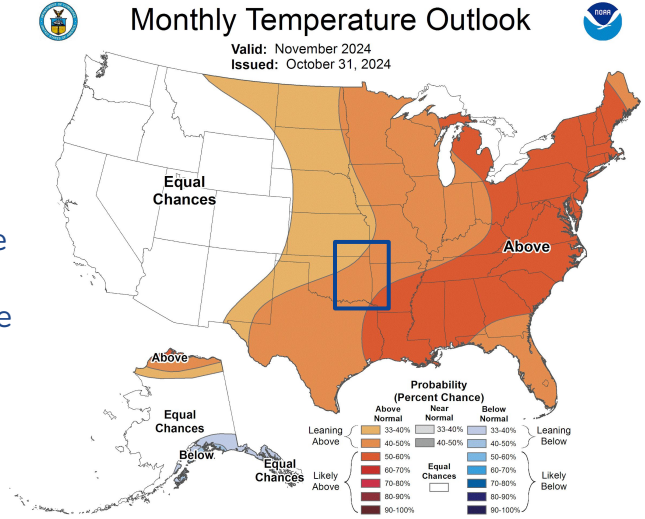 Monthly Temperature Outlook
Valid: November 2024
Issued: October 31, 2024
NOAA
e
e
Equal
Chances
Above
Above
Equal
Chances
Below
Equal
Chances
Probability
(Percent Chance)
Above
Normal
Near
Normal
Below
Normal
Leaning
Above
33-40%
33-40%
33-40%
Leaning
Below
40-50%
40-50%
40-50%
Likely
Above
50-60%
50-60%
60-70%
Equal
Chances
60-70%
70-80%
70-80%
80-90%
80-90%
90-100%
90-100%
Likely
Below